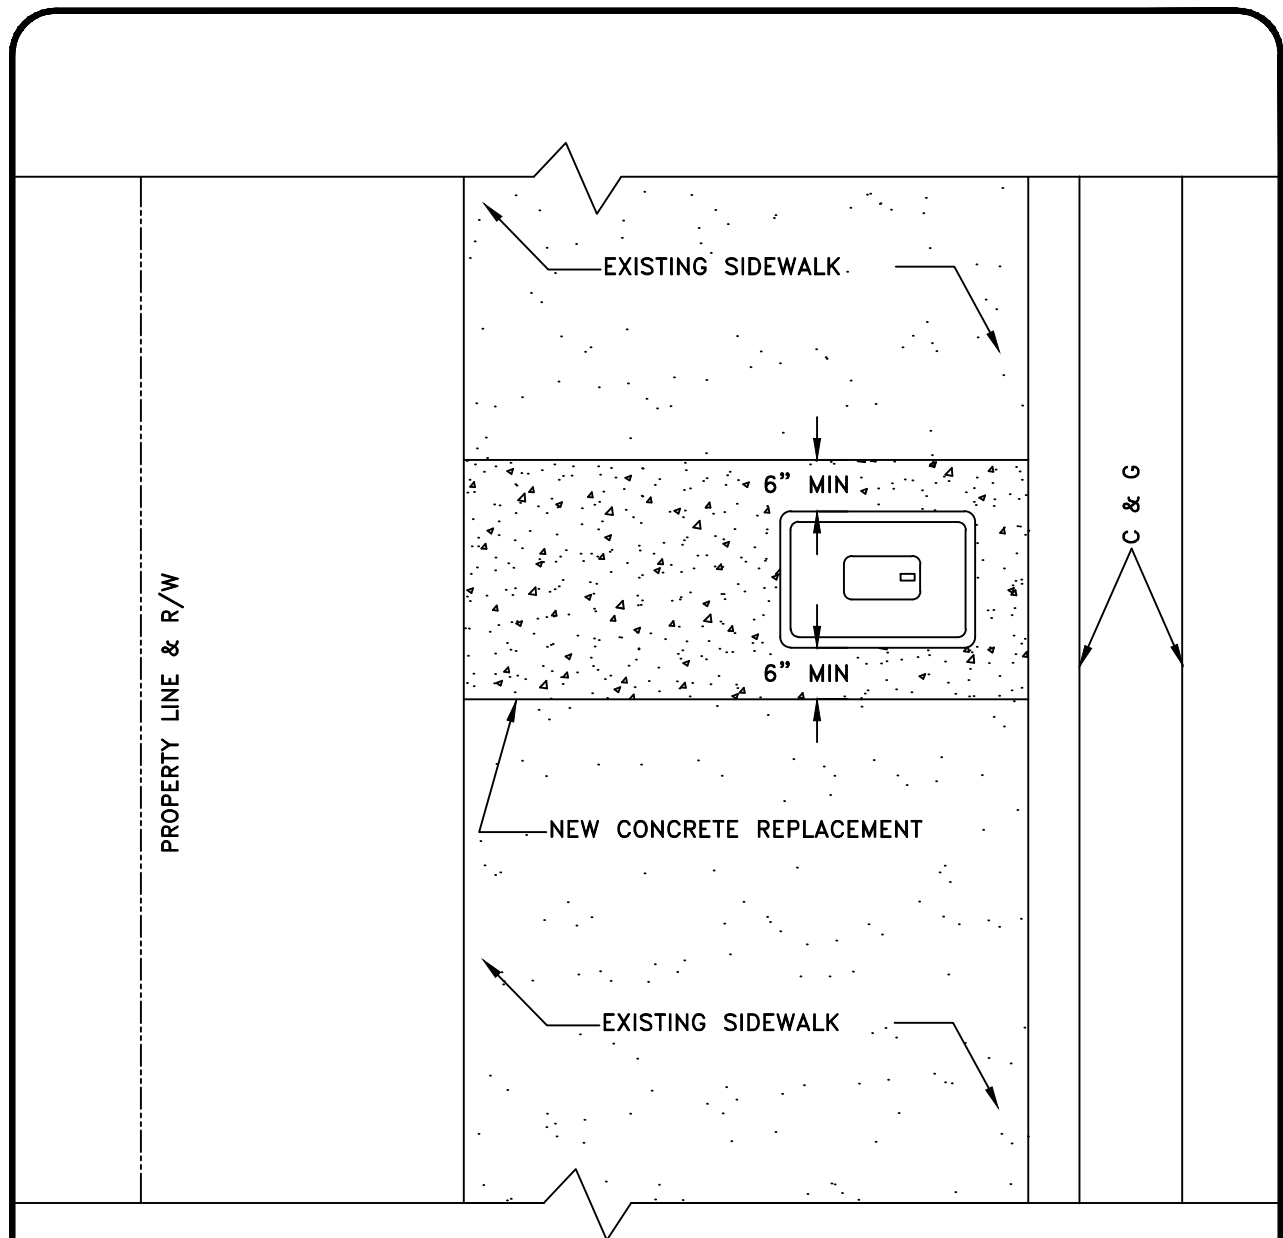 EXISTING SIDEWALK
6” MIN
C & G
PROPERTY LINE & R/W
6” MIN
NEW CONCRETE REPLACEMENT
EXISTING SIDEWALK